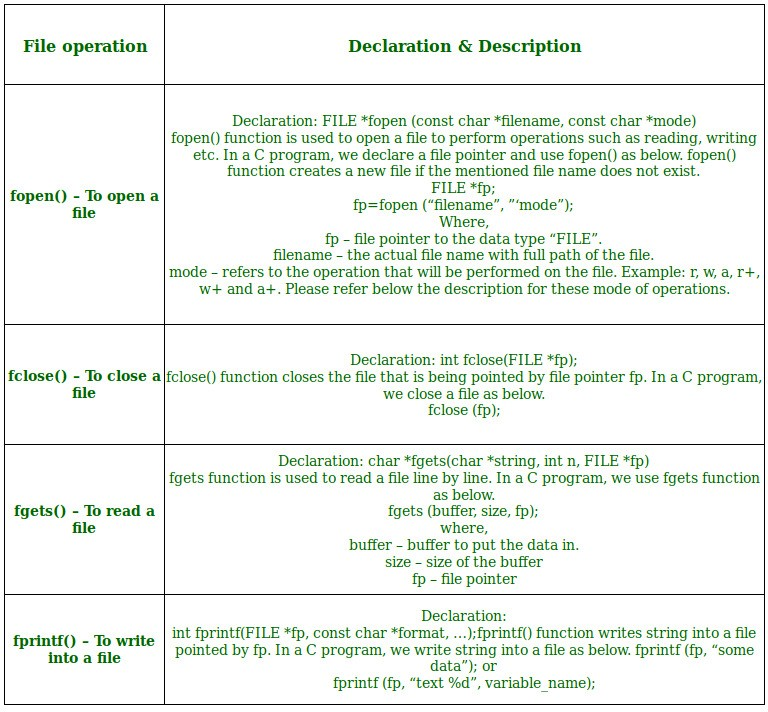 File operation
Declaration & Description
fopen() – To open a
file
Declaration: FILE *fopen (const char *filename, const char *mode)
fopen() function is used to open a file to perform operations such as reading, writing
etc. In a C program, we declare a file pointer and use fopen() as below. fopen()
function creates a new file if the mentioned file name does not exist.
FILE *fp;
fp=fopen (“filename”, ”‘mode”);
Where,
fp – file pointer to the data type “FILE”.
filename – the actual file name with full path of the file.
mode – refers to the operation that will be performed on the file. Example: r, w, a, r+,
w+ and a+. Please refer below the description for these mode of operations.
fclose() – To close a
file
Declaration: int fclose(FILE *fp);
fclose() function closes the file that is being pointed by file pointer fp. In a C program,
we close a file as below.
fclose (fp);
fgets() – To read a
file
Declaration: char *fgets(char *string, int n, FILE *fp)
fgets function is used to read a file line by line. In a C program, we use fgets function
as below.
fgets (buffer, size, fp);
where,
buffer – buffer to put the data in.
size – size of the buffer
fp – file pointer
fprintf() – To write
into a file
Declaration:
int fprintf(FILE *fp, const char *format, …);fprintf() function writes string into a file
pointed by fp. In a C program, we write string into a file as below. fprintf (fp, “some
data”); or
fprintf (fp, “text %d”, variable_name);